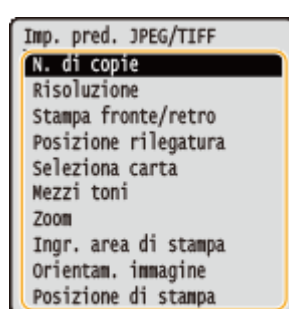 Imp. pred. JPEG/TIFF
N. di copie
Risoluzione
Stampa fronte/retro
Posizione rilegatura
Seleziona carta
Mezzi toni
Zoom
Ingr. area di stampa
Orientam. immagine
Posizione di stampa